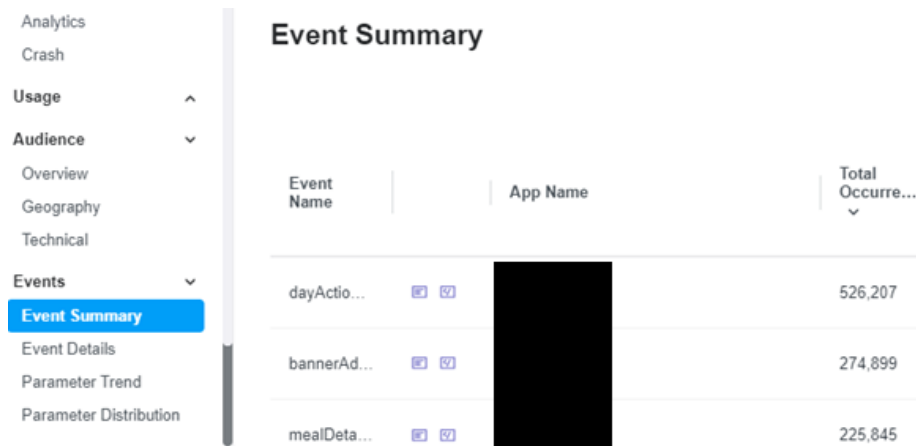 Analytics
Crash
Usage
Audience
Overview
Geography
Technical
Events
Event Summary
Event Details
Parameter Trend
Parameter Distribution
Event Summary
Event
Name
App Name
Total
Occurre...
dayActio...
526,207
bannerAd...
274,899
mealDeta...
225,845